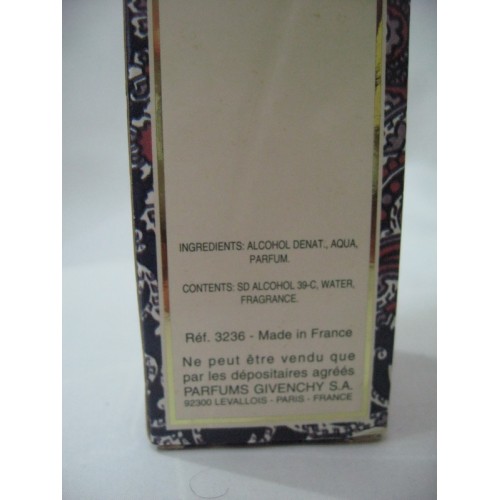 INGREDIENTS: ALCOHOL DENAT., AQUA,
PARFUM.
CONTENTS: SD ALCOHOL 39-C, WATER,
FRAGRANCE.
Réf. 3236 - Made in France
Ne peut être vendu que
par les dépositaires agréés
PARFUMS GIVENCHY S.A.
92300 LEVALLOIS - PARIS - FRANCE